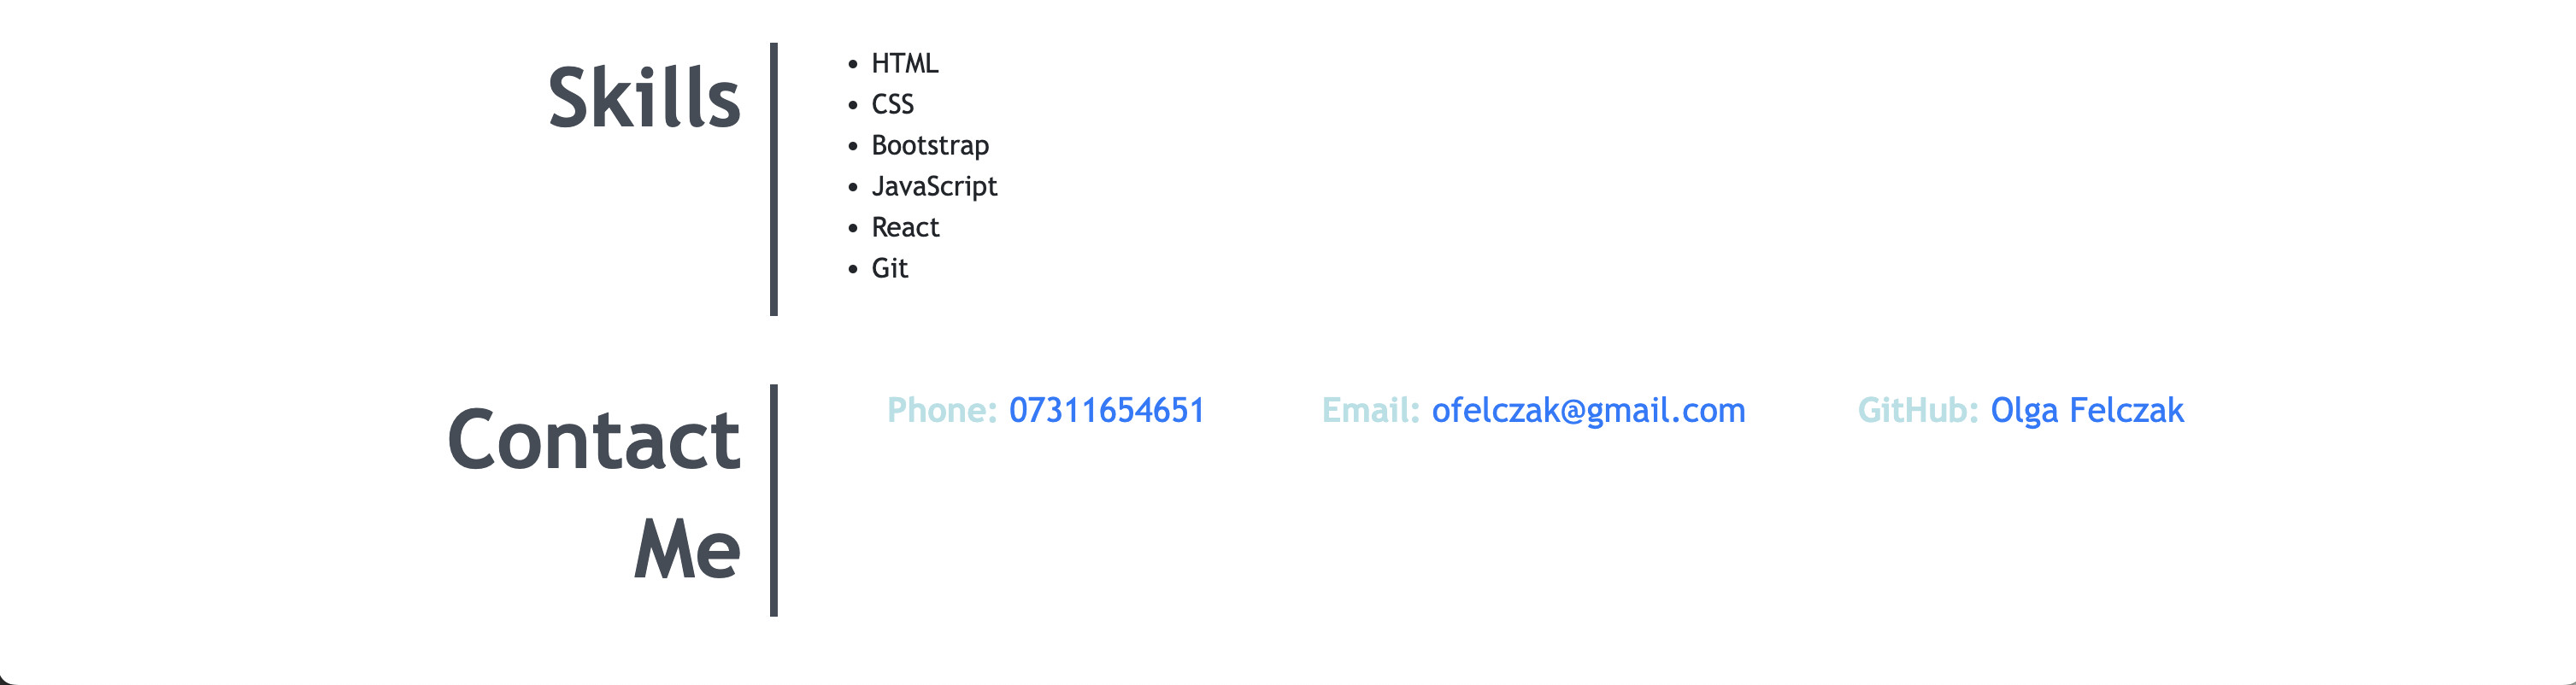 Skills
• HTML
• CSS
• Bootstrap
• JavaScript
• React
• Git
Contact
Me
Phone: 07311654651 Email: ofelczak@gmail.com GitHub: Olga Felczak